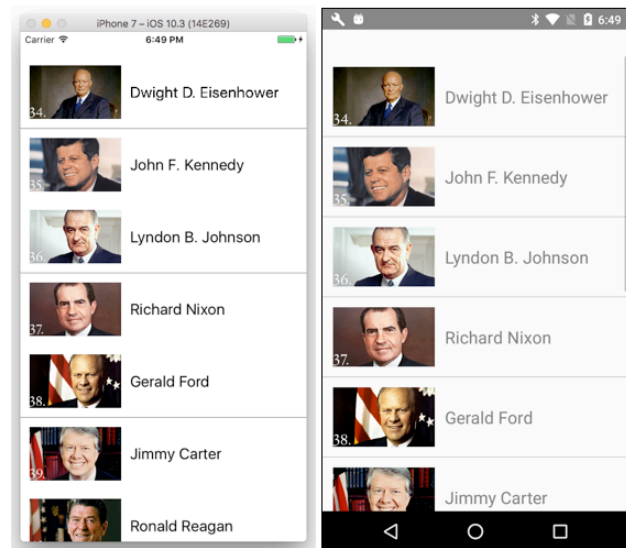 iPhone 7 – iOS 10.3 (14E269)
Carrier
6:49 PM
34.
Dwight D. Eisenhower
35.
John F. Kennedy
36.
Lyndon B. Johnson
37.
Richard Nixon
38.
Gerald Ford
39.
Jimmy Carter
Ronald Reagan
6:49
34.
Dwight D. Eisenhower
35.
John F. Kennedy
36.
Lyndon B. Johnson
37.
Richard Nixon
38.
Gerald Ford
Jimmy Carter